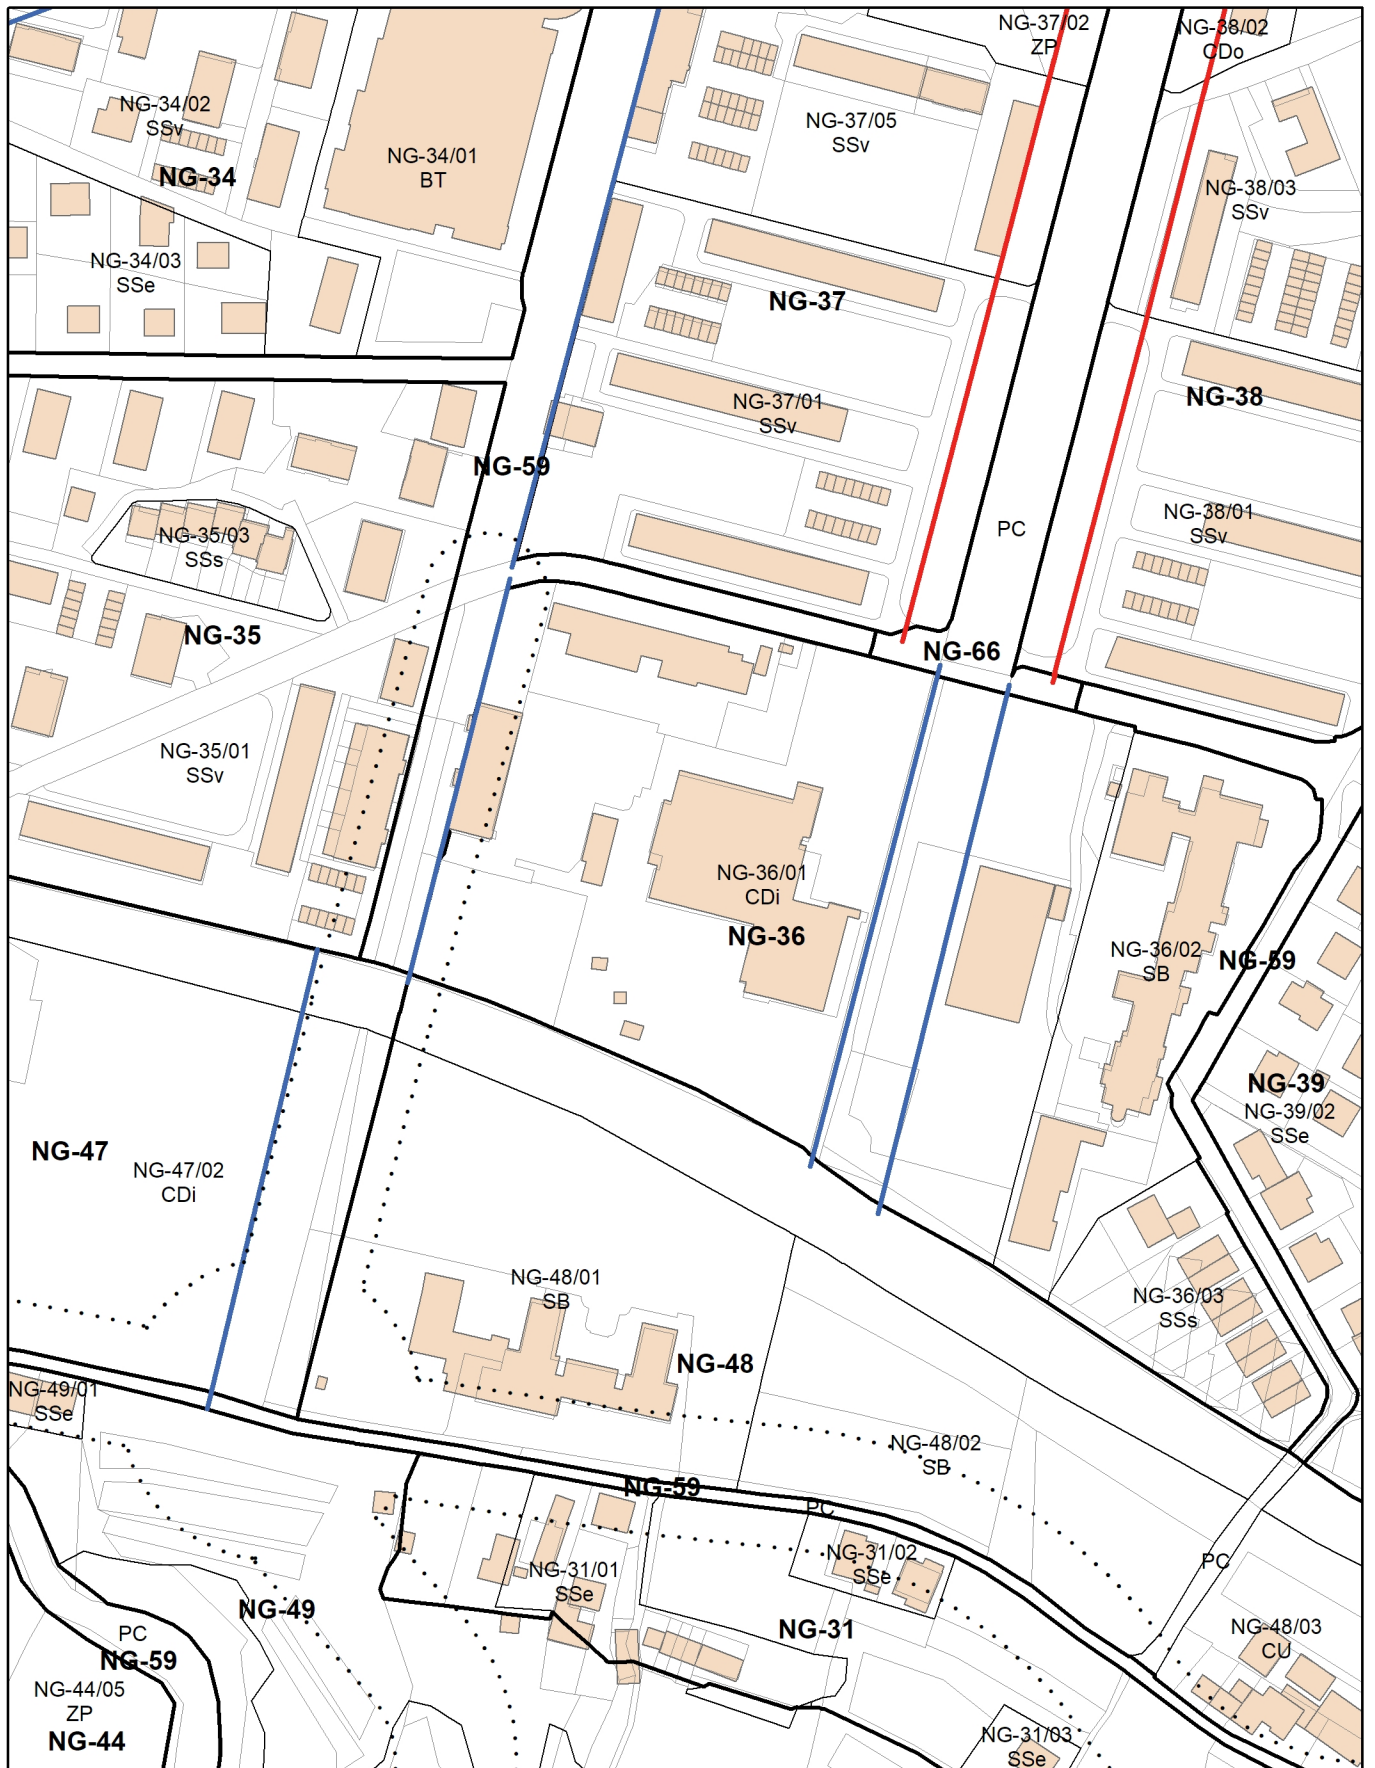 NG-37/02
ZP
NG-38/02
CDo
NG-34/02
SSv
NG-37/05
SSv
NG-34/01
BT
NG-34
NG-38/03
SSv
NG-34/03
SSe
NG-37
NG-38
NG-37/01
SSv
NG-59
NG-38/01
SSv
PC
NG-35/03
SSs
NG-35
NG-66
NG-35/01
SSv
NG-36/01
CDi
NG-36
NG-36/02
SB
NG-59
NG-39
NG-39/02
SSe
NG-47
NG-47/02
CDi
NG-48/01
SB
NG-36/03
SSs
NG-48
NG-49/01
SSe
NG-48/02
SB
NG-59
PC
NG-31/02
SSe
PC
NG-31/01
SSe
NG-49
NG-31
NG-48/03
CU
PC
NG-59
NG-44/05
ZP
NG-44
NG-31/03
SSe